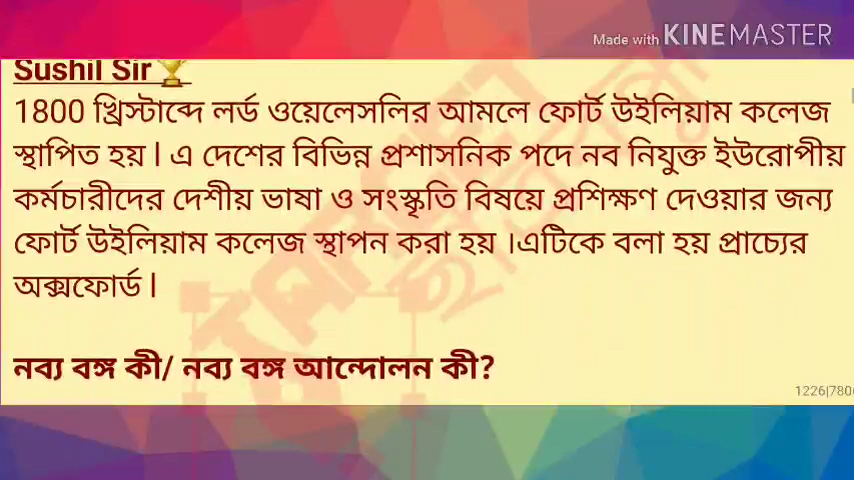 Made with KINEMASTER
Sushil Sir🏆
1800 খ্রিস্টাব্দে লর্ড ওয়েলেসলির আমলে ফোর্ট উইলিয়াম কলেজ
স্থাপিত হয় l এ দেশের বিভিন্ন প্রশাসনিক পদে নব নিযুক্ত ইউরোপীয়
কর্মচারীদের দেশীয় ভাষা ও সংস্কৃতি বিষয়ে প্রশিক্ষণ দেওয়ার জন্য
ফোর্ট উইলিয়াম কলেজ স্থাপন করা হয় ।এটিকে বলা হয় প্রাচ্যের
অক্সফোর্ড l
নব্য বঙ্গ কী/ নব্য বঙ্গ আন্দোলন কী?